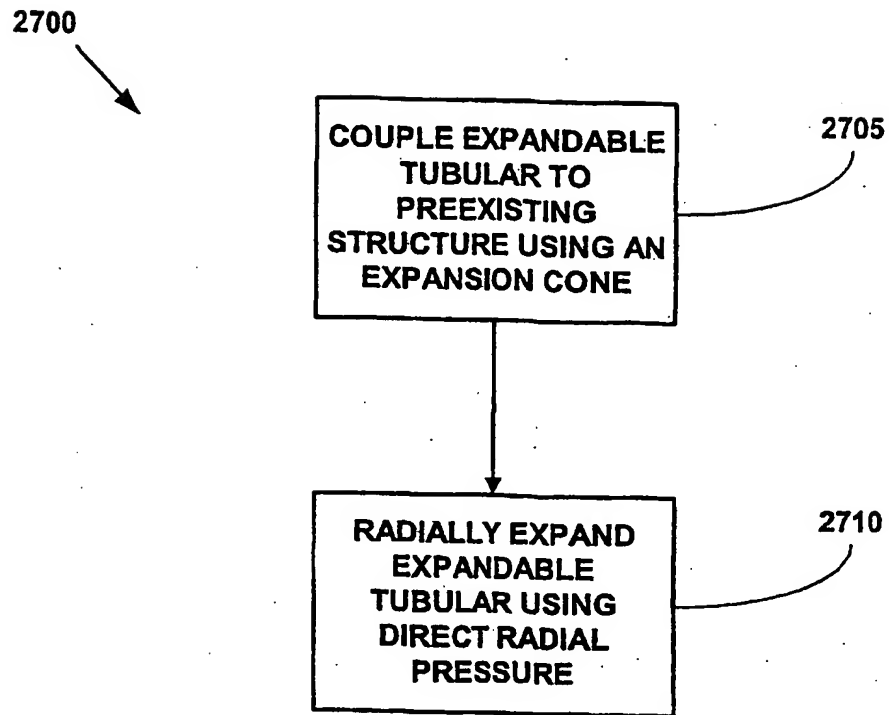 2700
COUPLE EXPANDABLE
TUBULAR TO
PREEXISTING
STRUCTURE USING AN
EXPANSION CONE
2705
RADIALLY EXPAND
EXPANDABLE
TUBULAR USING
DIRECT RADIAL
PRESSURE
2710